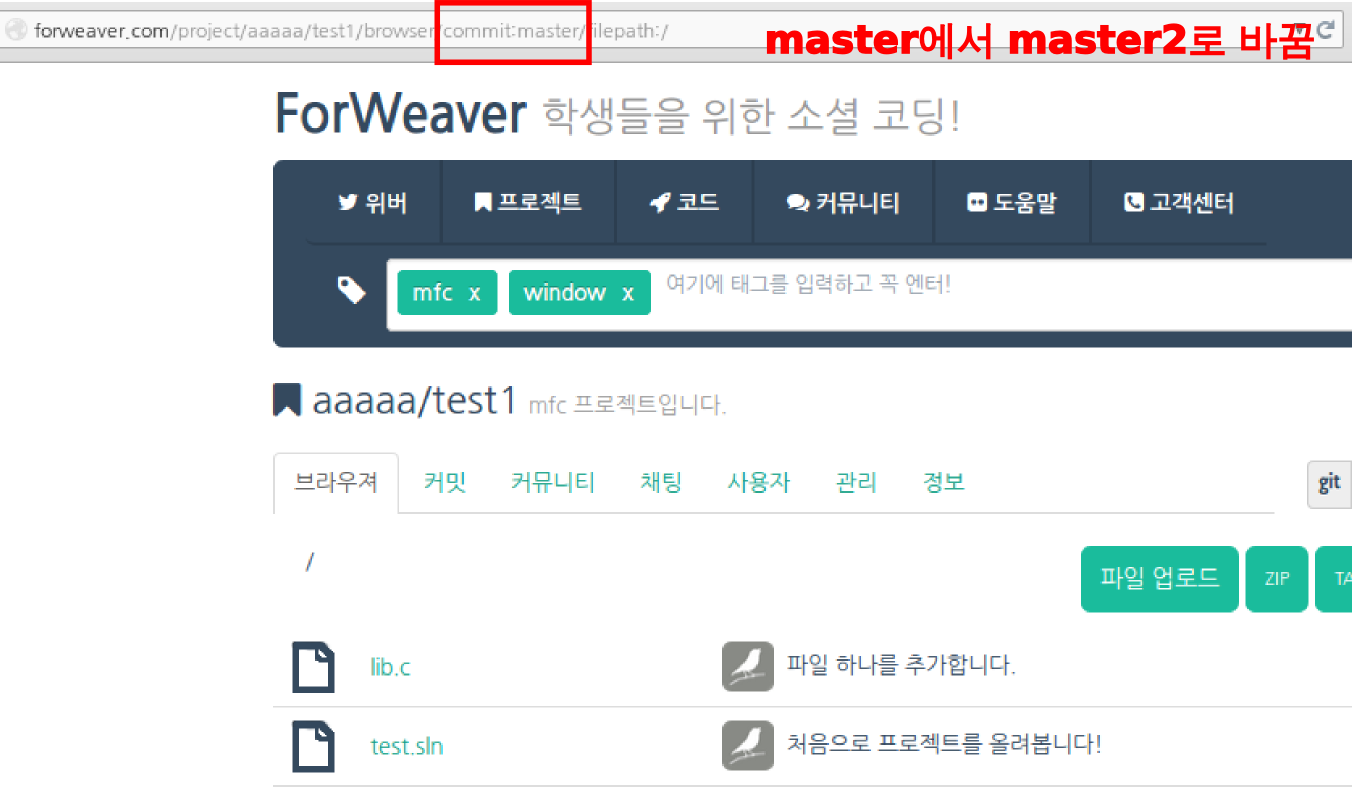 forweaver.com/project/aaaaa/test1/browser/commit:master/filepath:/
master에서 master2로 바꿈
ForWeaver 학생들을 위한 소셜 코딩!
위버 프로젝트 코드 커뮤니티 도움말 고객센터
mfc x window x 여기에 태그를 입력하고 꼭 엔터!
aaaaa/test1 mfc 프로젝트입니다.
브라우져 커밋 커뮤니티 채팅 사용자 관리 정보 git
/ 파일 업로드 ZIP TA
lib.c 파일 하나를 추가합니다.
test.sln 처음으로 프로젝트를 올려봅니다!